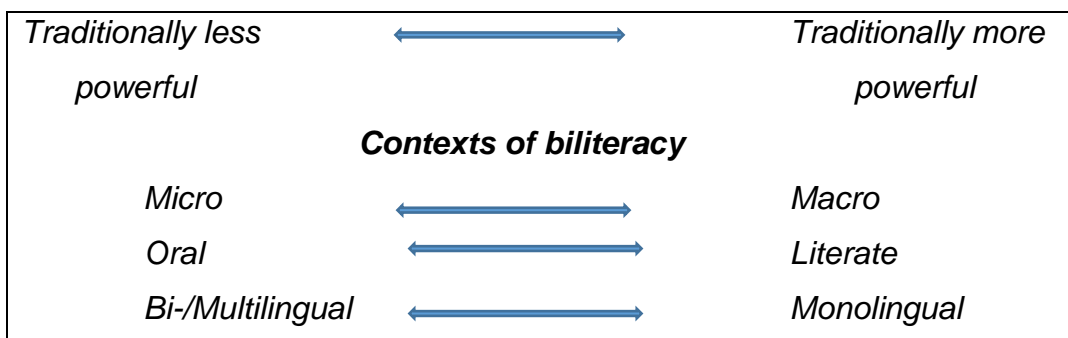 Traditionally less Traditionally more
powerful powerful
Contexts of biliteracy
Micro Macro
Oral Literate
Bi-/Multilingual Monolingual